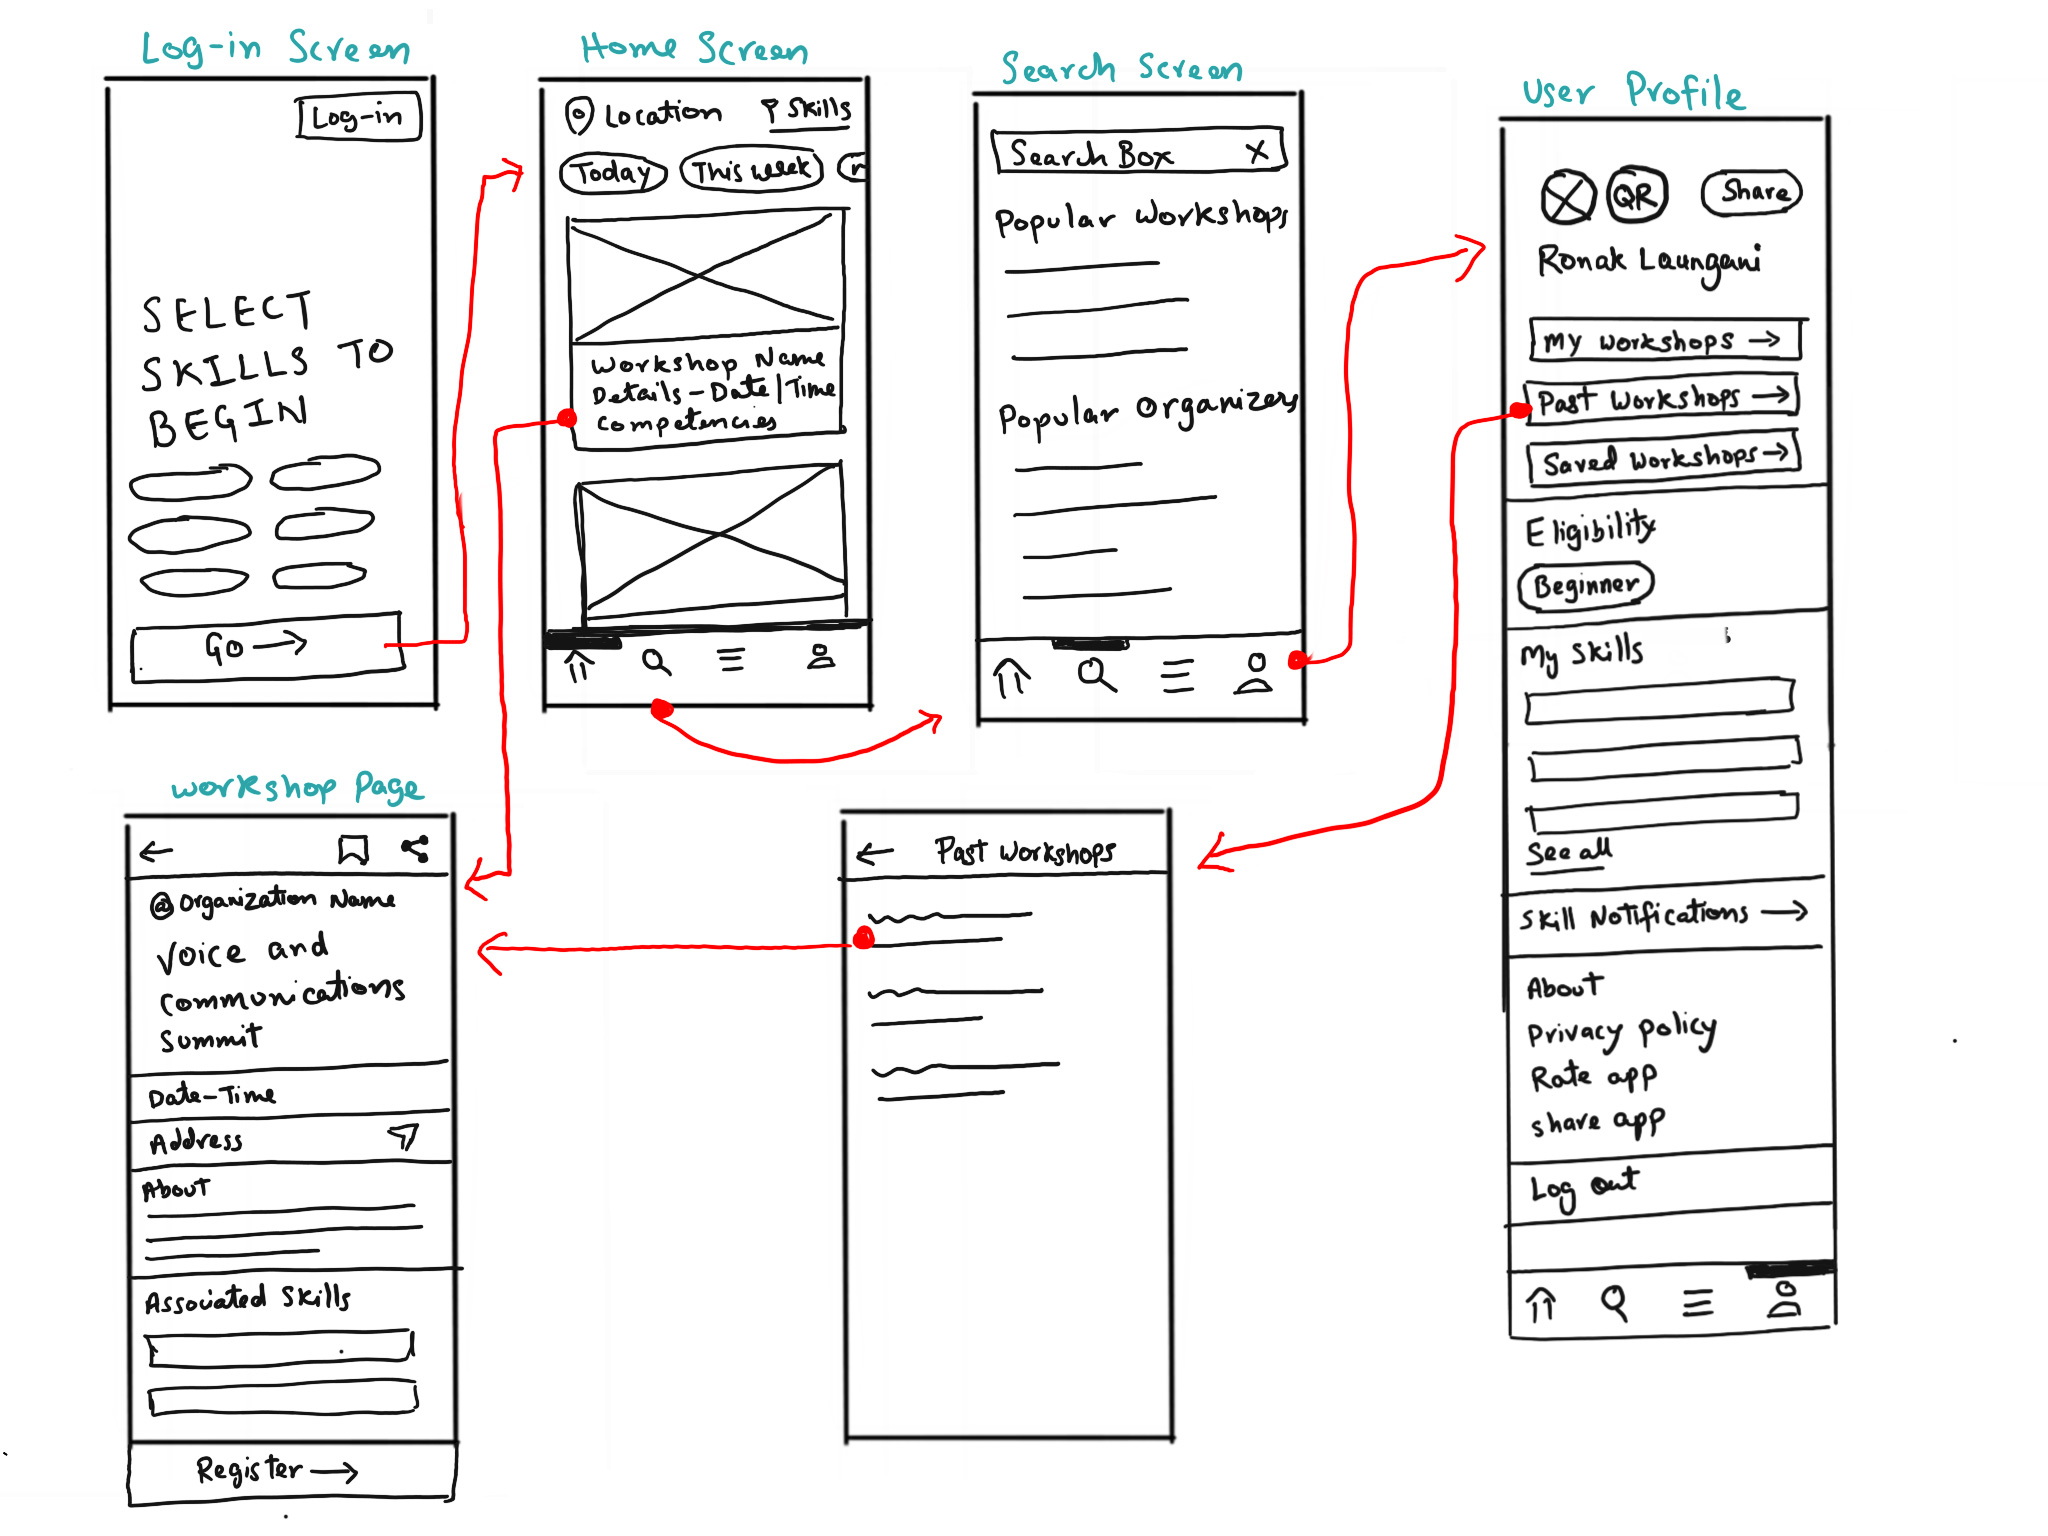 Log-in Screen
Log-in
SELECT
SKILLS TO
BEGIN
Go →
Home Screen
Location Skills
Today This week
Workshop Name
Details - Date | Time
Competencies
Search Screen
Search Box X
Popular Workshops
Popular Organizers
User Profile
QR Share
Ronak Laungani
My Workshops →
Past Workshops →
Saved Workshops →
Eligibility
Beginner
My Skills
See all
Skill Notifications →
About
Privacy policy
Rate app
share app
Log out
Workshop Page
@ Organization Name
Voice and
Communications
Summit
Date-Time
Address
About
Associated Skills
Register →
← Past Workshops